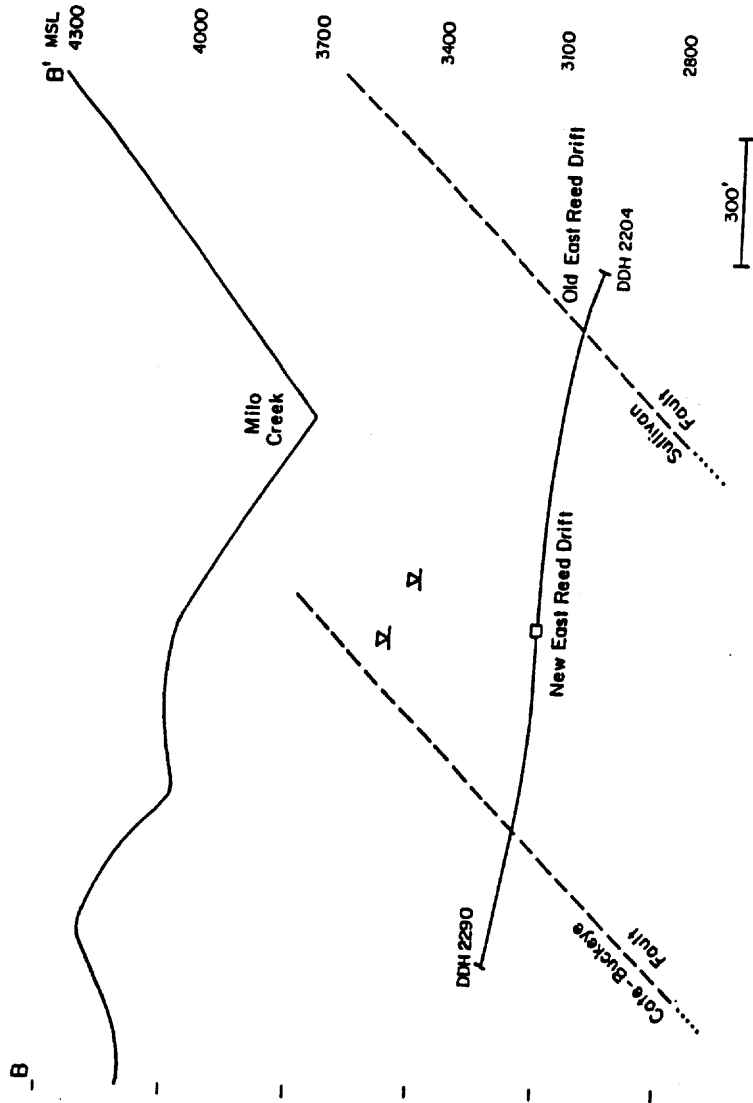 B
B'
MSL
4300
4000
3700
3400
3100
2800
Milo
Creek
Old East Reed Drift
DDH 2204
New East Reed Drift
DDH 2290
Sullivan
Fault
Cate-Buckeye
Fault
300'